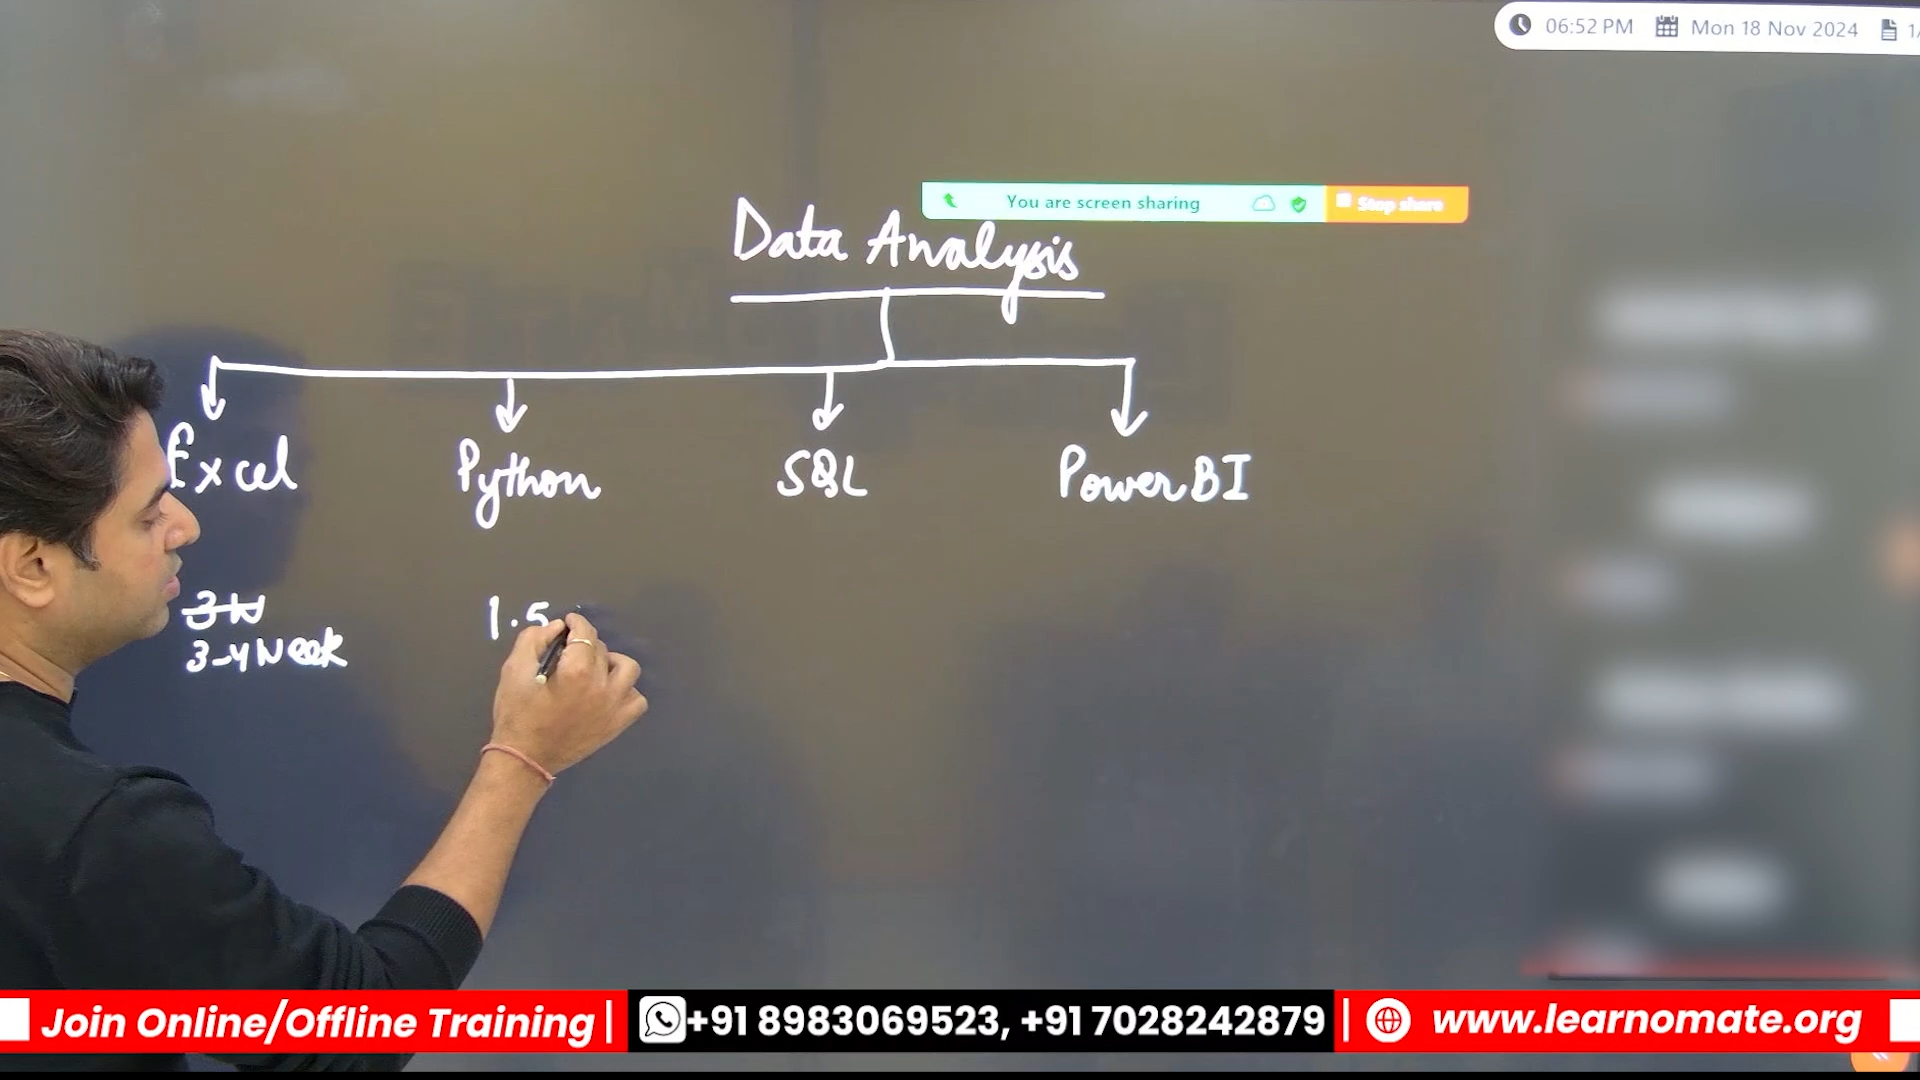 06:52 PM Mon 18 Nov 2024 1/
You are screen sharing Stop share
Data Analysis
Excel Python SQL PowerBI
3W 1.5
3-4 Week
Join Online/Offline Training| +91 8983069523, +91 7028242879 | www.learnomate.org